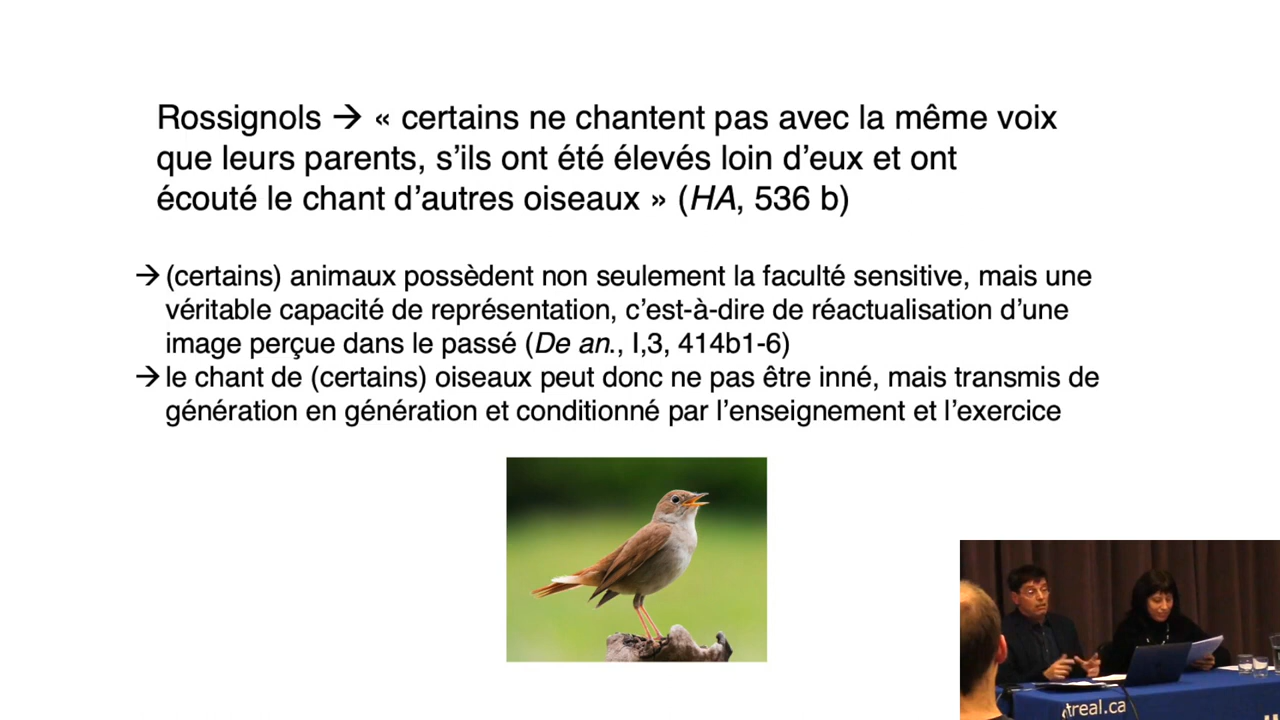 Rossignols → « certains ne chantent pas avec la même voix
que leurs parents, s’ils ont été élevés loin d’eux et ont
écouté le chant d’autres oiseaux » (HA, 536 b)
→ (certains) animaux possèdent non seulement la faculté sensitive, mais une
véritable capacité de représentation, c’est-à-dire de réactualisation d’une
image perçue dans le passé (De an., I,3, 414b1-6)
→ le chant de (certains) oiseaux peut donc ne pas être inné, mais transmis de
génération en génération et conditionné par l’enseignement et l’exercice
treal.ca